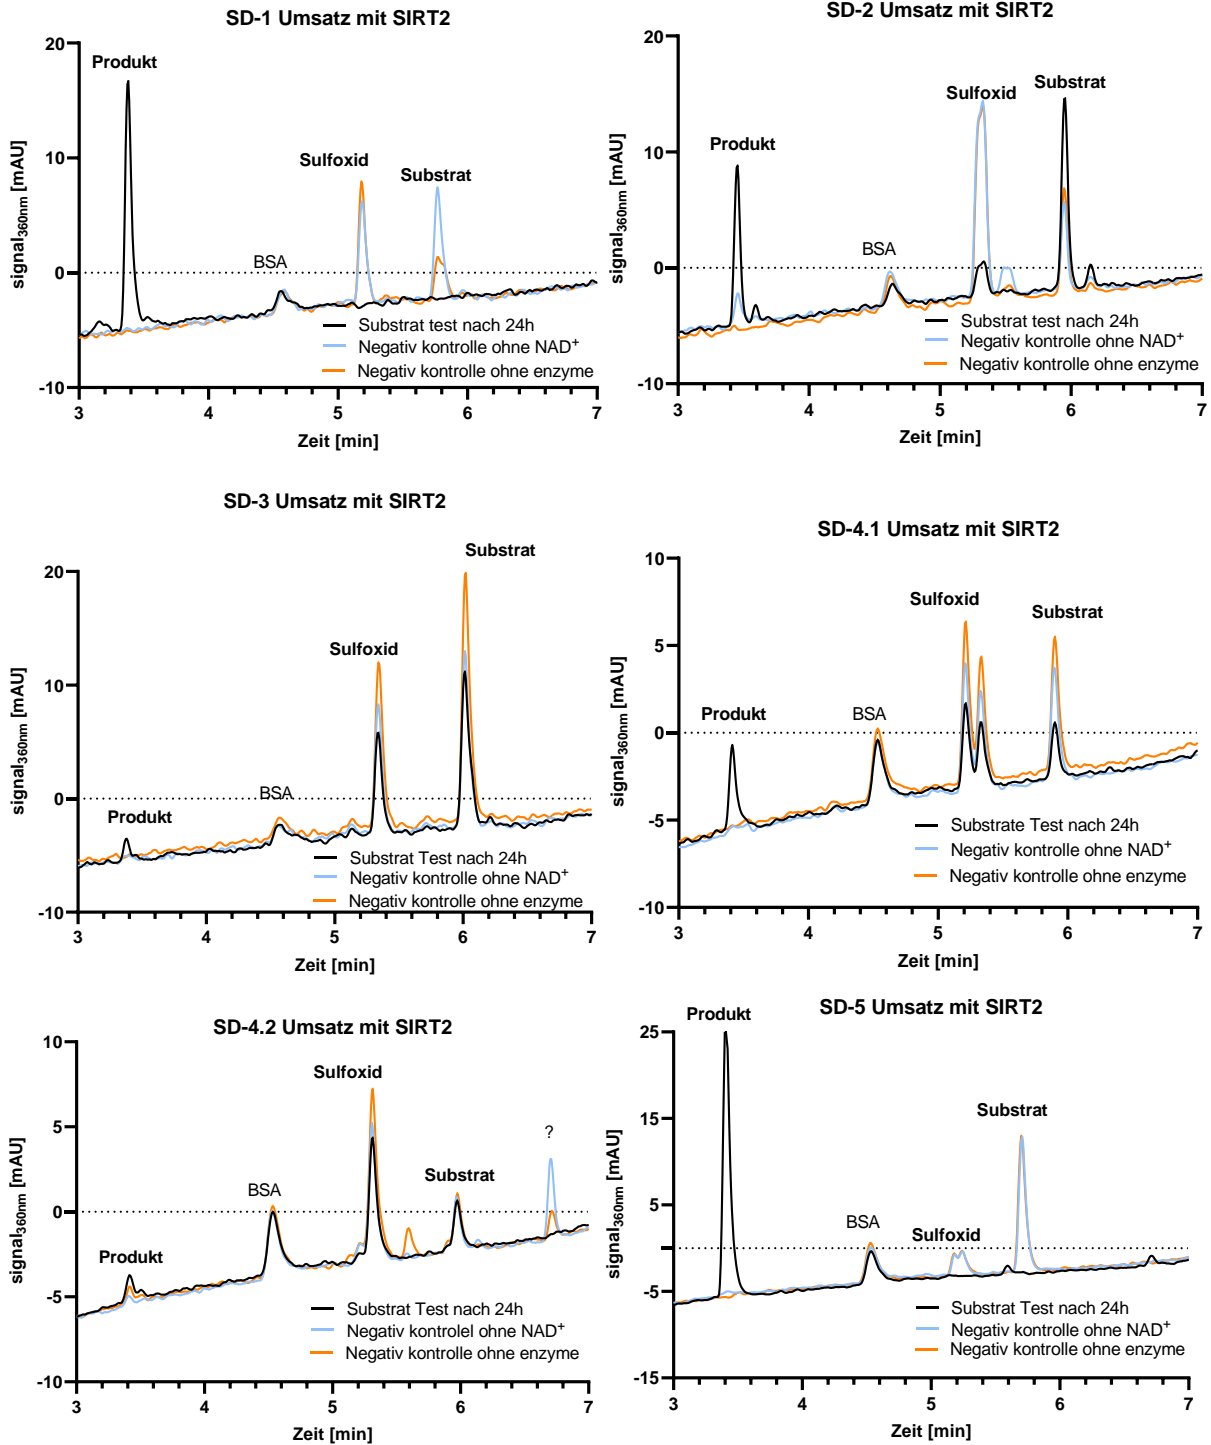 SD-1 Umsatz mit SIRT2
20
10
0
-10
signal360nm [mAU]
Produkt
BSA
Sulfoxid
Substrat
Substrat test nach 24h
Negativ kontrolle ohne NAD+
Negativ kontrolle ohne enzyme
3 4 5 6 7
Zeit [min]
SD-2 Umsatz mit SIRT2
20
10
0
-10
signal360nm [mAU]
Produkt
BSA
Sulfoxid
Substrat
Substrat test nach 24h
Negativ kontrolle ohne NAD+
Negativ kontrolle ohne enzyme
3 4 5 6 7
Zeit [min]
SD-3 Umsatz mit SIRT2
20
10
0
-10
signal360nm [mAU]
Produkt
BSA
Sulfoxid
Substrat
Substrat Test nach 24h
Negativ kontrolle ohne NAD+
Negativ kontrolle ohne enzyme
3 4 5 6 7
Zeit [min]
SD-4.1 Umsatz mit SIRT2
10
5
0
-5
-10
signal360nm [mAU]
Produkt
BSA
Sulfoxid
Substrat
Substrate Test nach 24h
Negativ kontrolle ohne NAD+
Negativ kontrolle ohne enzyme
3 4 5 6 7
Zeit [min]
SD-4.2 Umsatz mit SIRT2
10
5
0
-5
-10
signal360nm [mAU]
Produkt
BSA
Sulfoxid
Substrat
?
Substrat Test nach 24h
Negativ kontrolel ohne NAD+
Negativ kontrolle ohne enzyme
3 4 5 6 7
Zeit [min]
SD-5 Umsatz mit SIRT2
25
15
5
-5
-15
signal360nm [mAU]
Produkt
BSA
Sulfoxid
Substrat
Substrat Test nach 24h
Negativ kontrolle ohne NAD+
Negativ kontrolle ohne enzyme
3 4 5 6 7
Zeit [min]